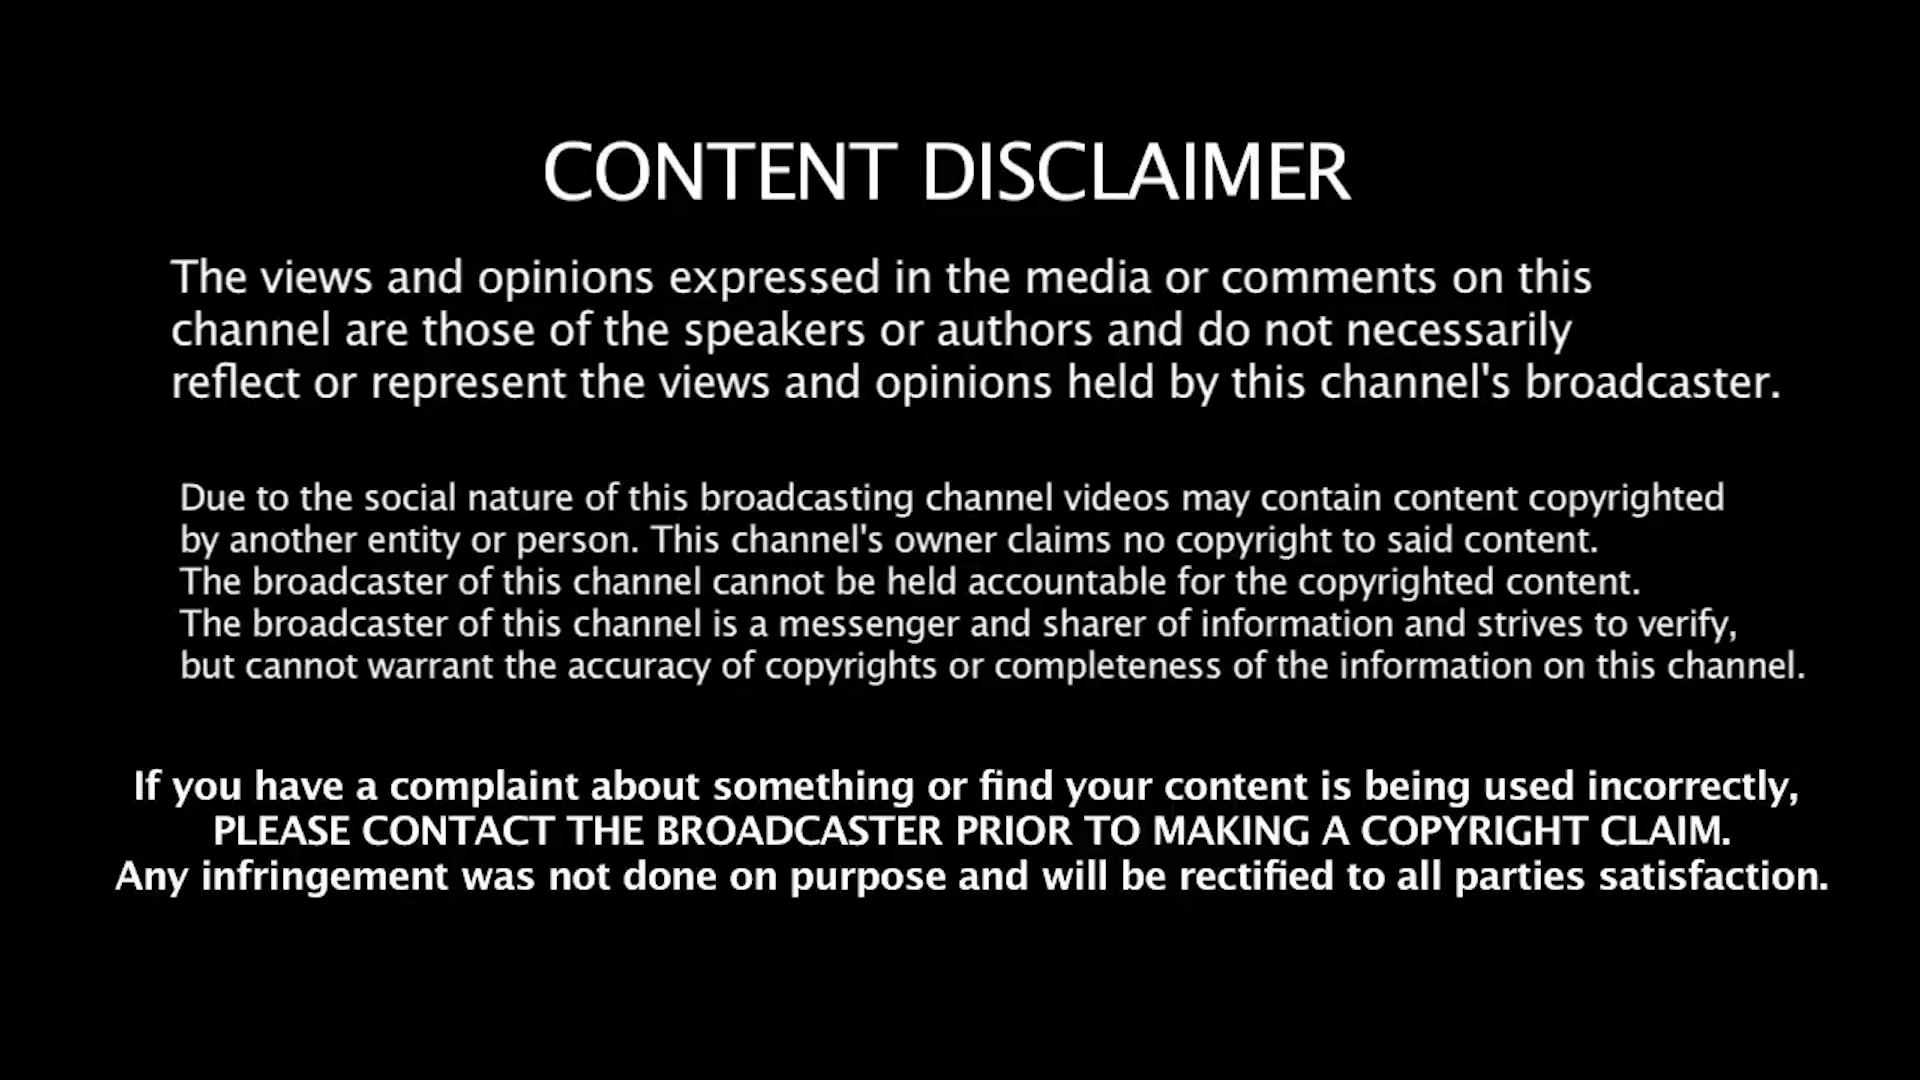 CONTENT DISCLAIMER
The views and opinions expressed in the media or comments on this
channel are those of the speakers or authors and do not necessarily
reflect or represent the views and opinions held by this channel's broadcaster.
Due to the social nature of this broadcasting channel videos may contain content copyrighted
by another entity or person. This channel's owner claims no copyright to said content.
The broadcaster of this channel cannot be held accountable for the copyrighted content.
The broadcaster of this channel is a messenger and sharer of information and strives to verify,
but cannot warrant the accuracy of copyrights or completeness of the information on this channel.
If you have a complaint about something or find your content is being used incorrectly,
PLEASE CONTACT THE BROADCASTER PRIOR TO MAKING A COPYRIGHT CLAIM.
Any infringement was not done on purpose and will be rectified to all parties satisfaction.